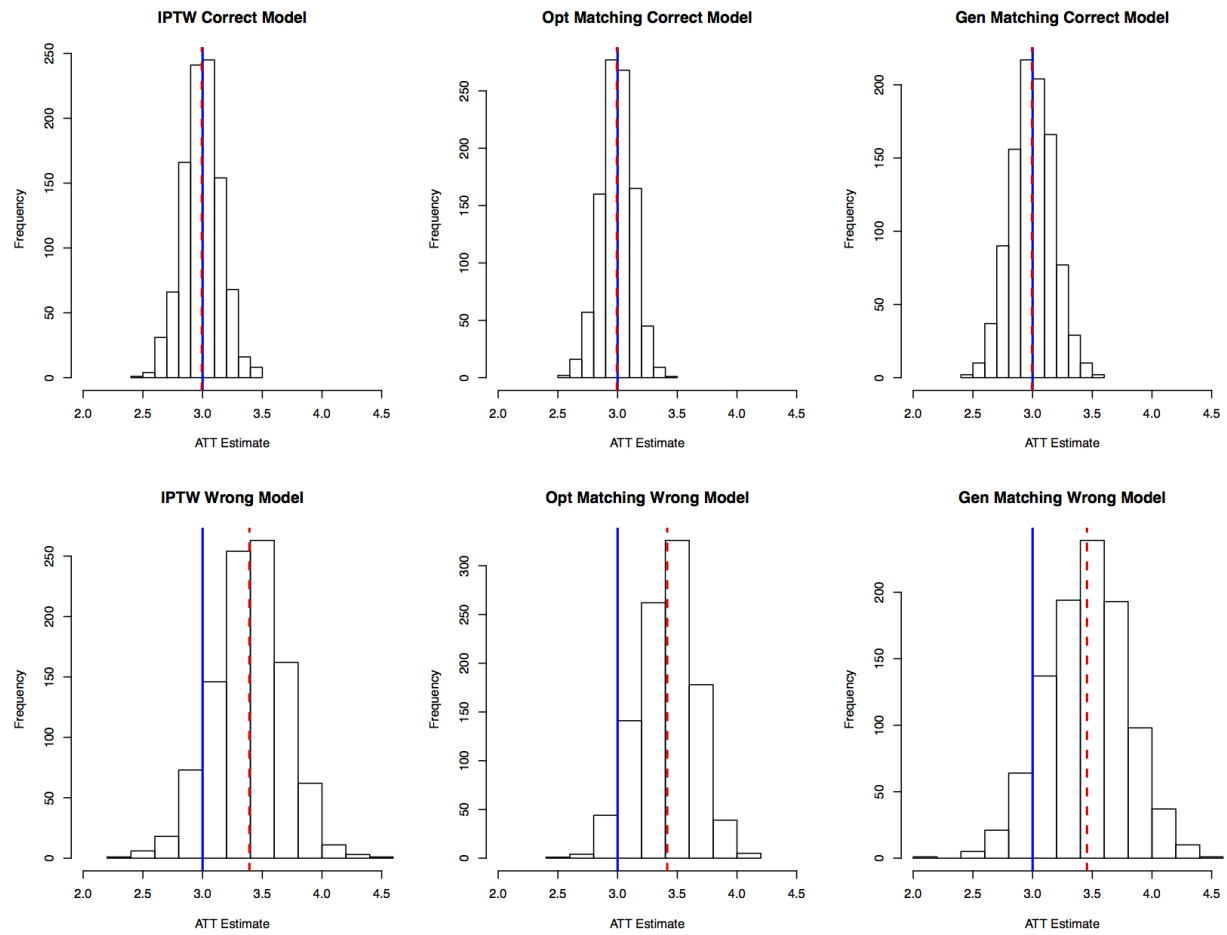 IPTW Correct Model
Frequency
0
50
100
150
200
250
2.0 2.5 3.0 3.5 4.0 4.5
ATT Estimate
Opt Matching Correct Model
Frequency
0
50
100
150
200
250
2.0 2.5 3.0 3.5 4.0 4.5
ATT Estimate
Gen Matching Correct Model
Frequency
0
50
100
150
200
2.0 2.5 3.0 3.5 4.0 4.5
ATT Estimate
IPTW Wrong Model
Frequency
0
50
100
150
200
250
2.0 2.5 3.0 3.5 4.0 4.5
ATT Estimate
Opt Matching Wrong Model
Frequency
0
50
100
150
200
250
300
2.0 2.5 3.0 3.5 4.0 4.5
ATT Estimate
Gen Matching Wrong Model
Frequency
0
50
100
150
200
2.0 2.5 3.0 3.5 4.0 4.5
ATT Estimate